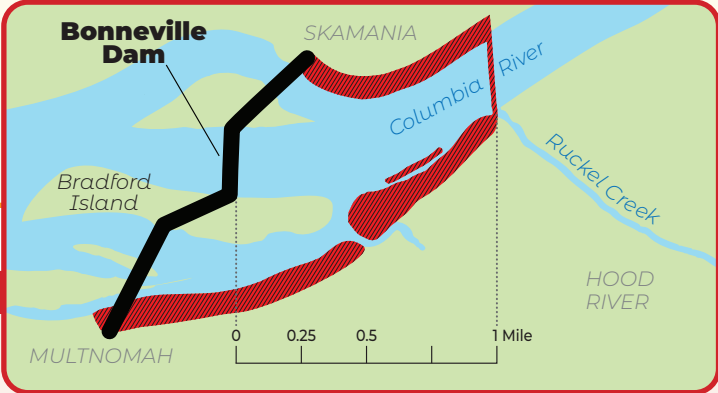 Bonneville
Dam
SKAMANIA
Columbia River
Ruckel Creek
Bradford
Island
HOOD
RIVER
0 0.25 0.5 1 Mile
MULTNOMAH